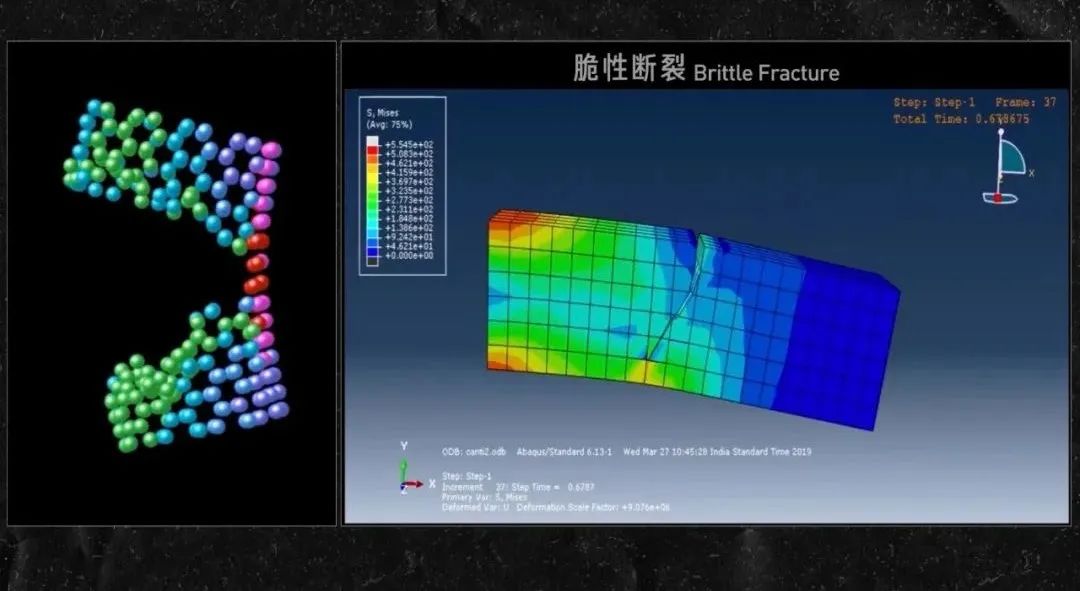 脆性断裂 Brittle Fracture
S, Mises
(Avg: 75%)
+5.545e+02
+5.083e+02
+4.621e+02
+4.159e+02
+3.697e+02
+3.235e+02
+2.773e+02
+2.311e+02
+1.848e+02
+1.386e+02
+9.242e+01
+4.621e+01
+0.000e+00
Step: Step-1 Frame: 37
Total Time: 0.678675
X
Z
Y
X
Z
ODB: canti2.odb Abaqus/Standard 6.13-1 Wed Mar 27 10:45:28 India Standard Time 2019
Step: Step-1
Increment 37: Step Time = 0.6787
Primary Var: S, Mises
Deformed Var: U Deformation Scale Factor: +9.076e+06